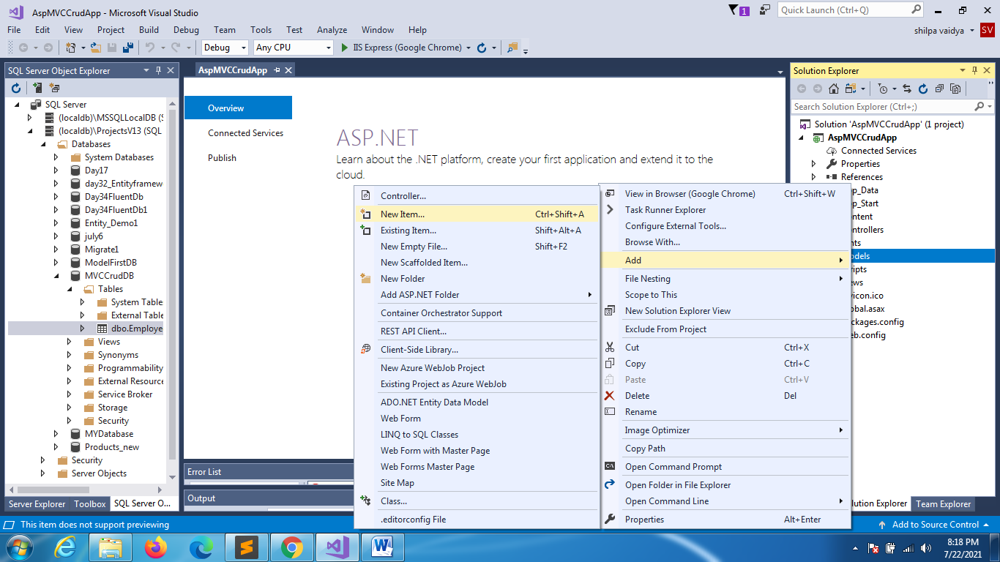 AspMVCCrudApp - Microsoft Visual Studio
1
Quick Launch (Ctrl+Q)
File Edit View Project Build Debug Team Tools Test Analyze Window Help
shilpa vaidya SV
Debug Any CPU IIS Express (Google Chrome)
SQL Server Object Explorer
SQL Server
(localdb)\MSSQLLocalDB (S
(localdb)\ProjectsV13 (SQL
Databases
System Databases
Day17
day32_Entityframew
Day34FluentDb
Day34FluentDb1
Entity_Demo1
july6
Migrate1
ModelFirstDB
MVCCrudDB
Tables
System Table
External Table
dbo.Employe
Views
Synonyms
Programmability
External Resource
Service Broker
Storage
Security
MYDatabase
Products_new
Security
Server Objects
Server Explorer Toolbox SQL Server O...
AspMVCCrudApp
Overview
Connected Services
Publish
ASP.NET
Learn about the .NET platform, create your first application and extend it to the
cloud.
Error List
Output
Controller...
New Item... Ctrl+Shift+A
Existing Item... Shift+Alt+A
New Empty File... Shift+F2
New Scaffolded Item...
New Folder
Add ASP.NET Folder
Container Orchestrator Support
REST API Client...
Client-Side Library...
New Azure WebJob Project
Existing Project as Azure WebJob
ADO.NET Entity Data Model
Web Form
LINQ to SQL Classes
Web Form with Master Page
Web Forms Master Page
Site Map
Class...
.editorconfig File
View in Browser (Google Chrome) Ctrl+Shift+W
Task Runner Explorer
Configure External Tools...
Browse With...
Add
File Nesting
Scope to This
New Solution Explorer View
Exclude From Project
Cut Ctrl+X
Copy Ctrl+C
Paste Ctrl+V
Delete Del
Rename
Image Optimizer
Copy Path
Open Command Prompt
Open Folder in File Explorer
Open Command Line
Properties Alt+Enter
Solution Explorer
Search Solution Explorer (Ctrl+;)
Solution 'AspMVCCrudApp' (1 project)
AspMVCCrudApp
Connected Services
Properties
References
p_Data
p_Start
ntent
ntrollers
nts
odels
ripts
ews
vicon.ico
obal.asax
ckages.config
eb.config
lution Explorer Team Explorer
This item does not support previewing
Add to Source Control
8:18 PM
7/22/2021